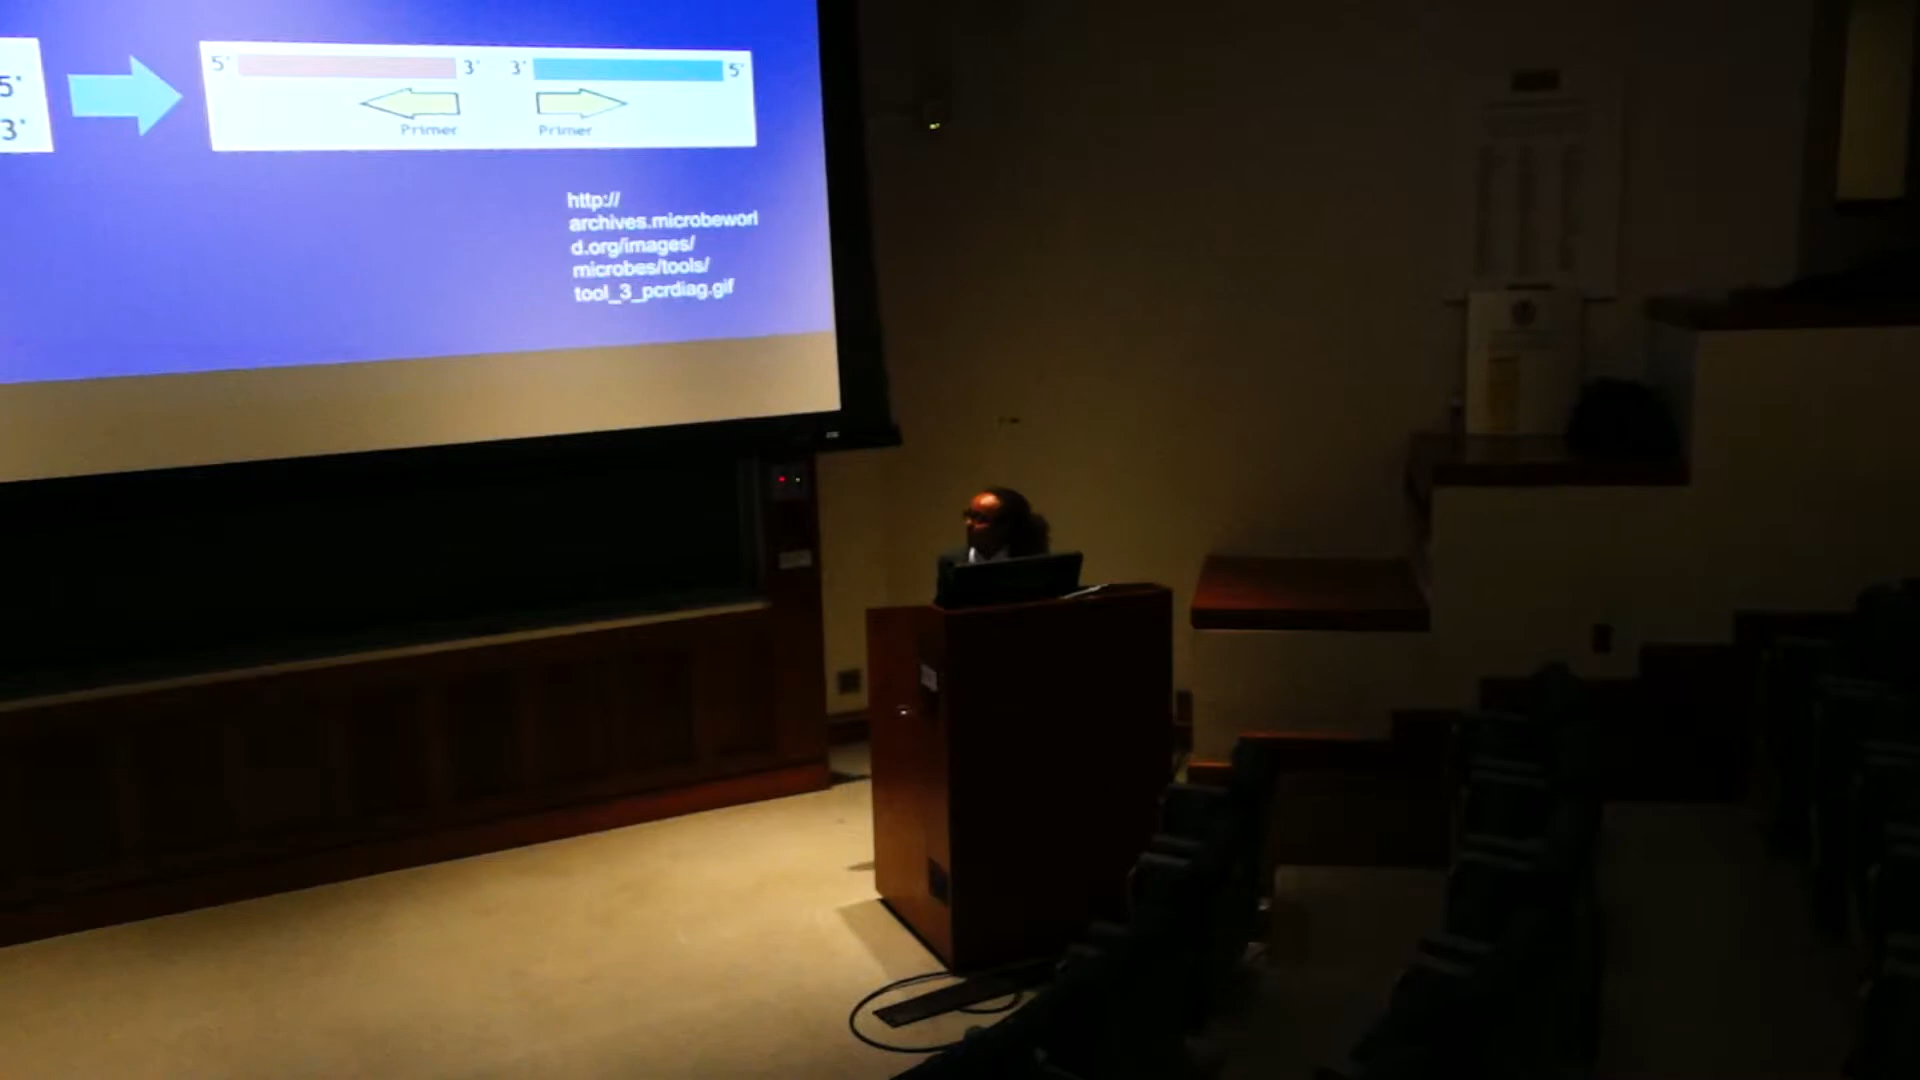 5' 3' 3' 5'
5'
3'
Primer Primer
http://
archives.microbeworl
d.org/images/
microbes/tools/
tool_3_pcrdiag.gif